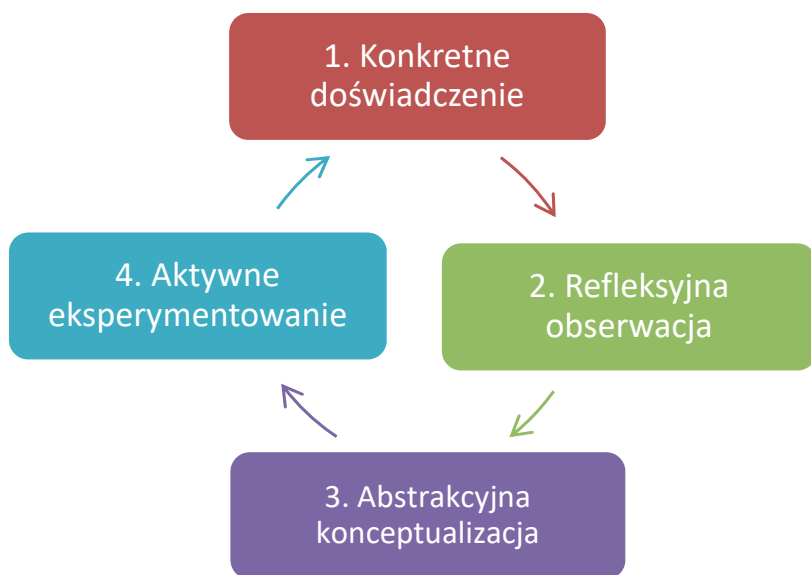 1. Konkretne
doświadczenie
2. Refleksyjna
obserwacja
3. Abstrakcyjna
konceptualizacja
4. Aktywne
eksperymentowanie